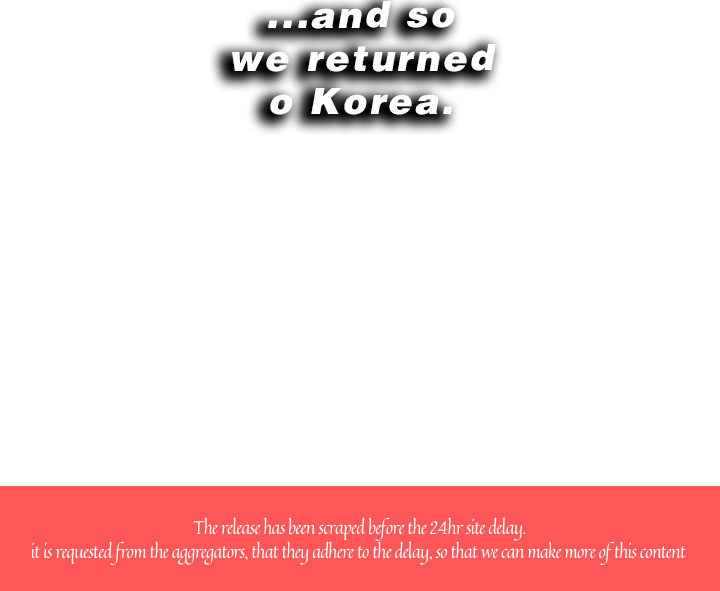 ...and so
we returned
o Korea.
The release has been scraped before the 24hr site delay.
it is requested from the aggregators, that they adhere to the delay, so that we can make more of this content